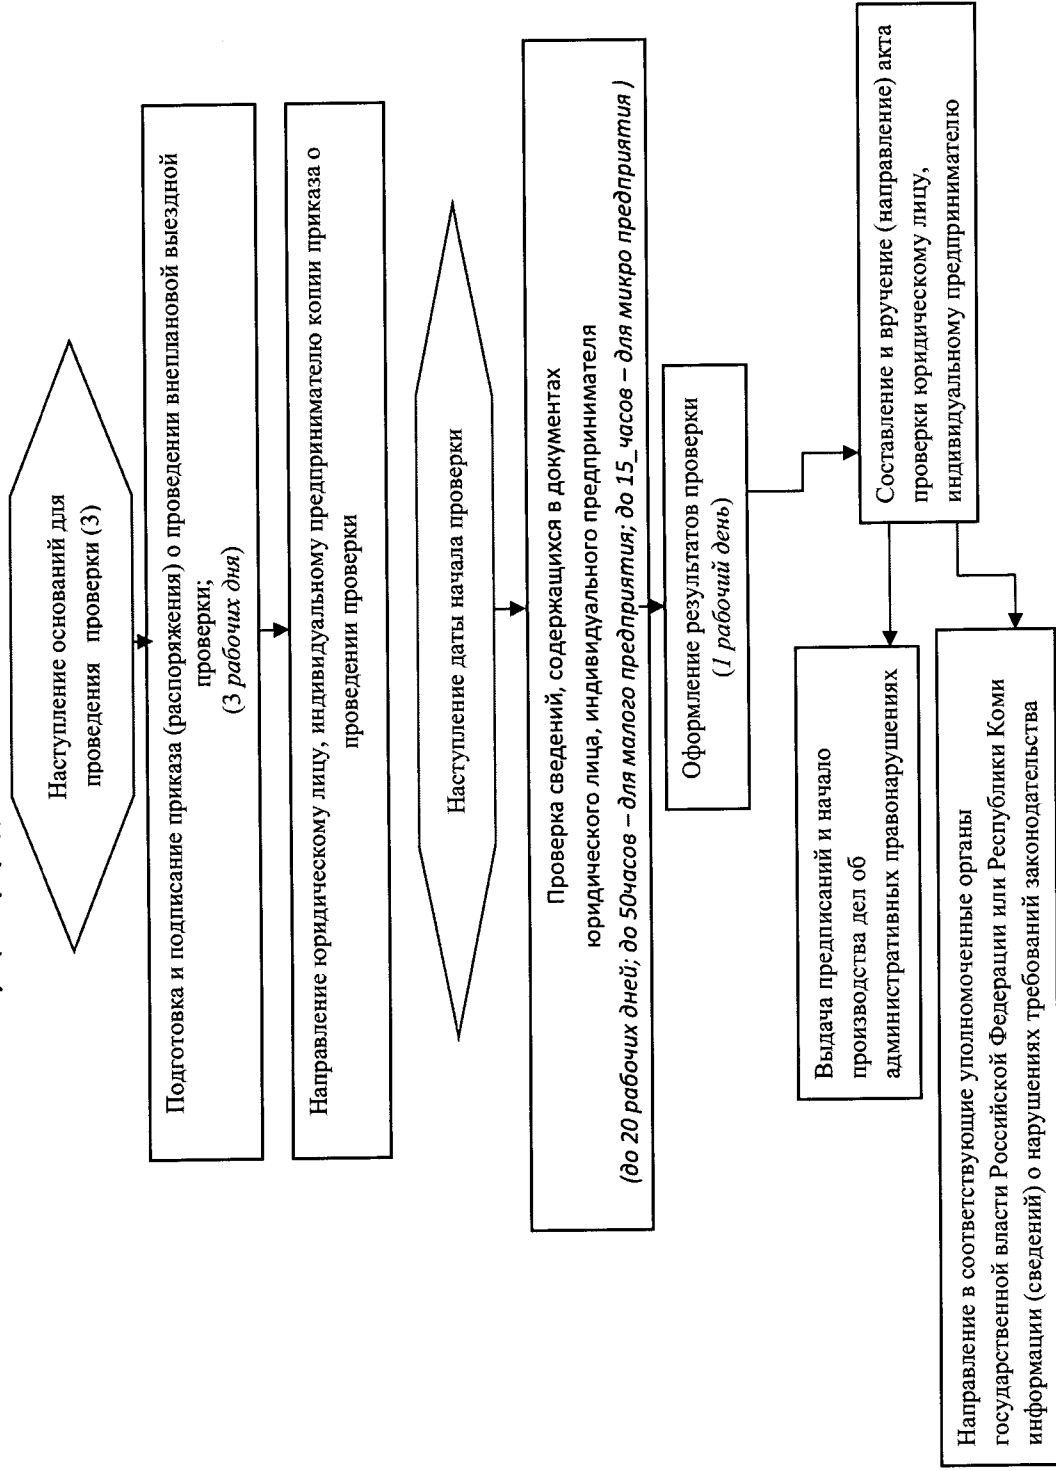 Наступление оснований для
проведения проверки (3)
Подготовка и подписание приказа (распоряжения) о проведении внеплановой выездной
проверки;
(3 рабочих дня)
Направление юридическому лицу, индивидуальному предпринимателю копии приказа о
проведении проверки
Наступление даты начала проверки
Проверка сведений, содержащихся в документах
юридического лица, индивидуального предпринимателя
(до 20 рабочих дней; до 50часов – для малого предприятия; до 15_часов – для микро предприятия )
Оформление результатов проверки
(1 рабочий день)
Составление и вручение (направление) акта
проверки юридическому лицу,
индивидуальному предпринимателю
Выдача предписаний и начало
производства дел об
административных правонарушениях
Направление в соответствующие уполномоченные органы
государственной власти Российской Федерации или Республики Коми
информации (сведений) о нарушениях требований законодательства